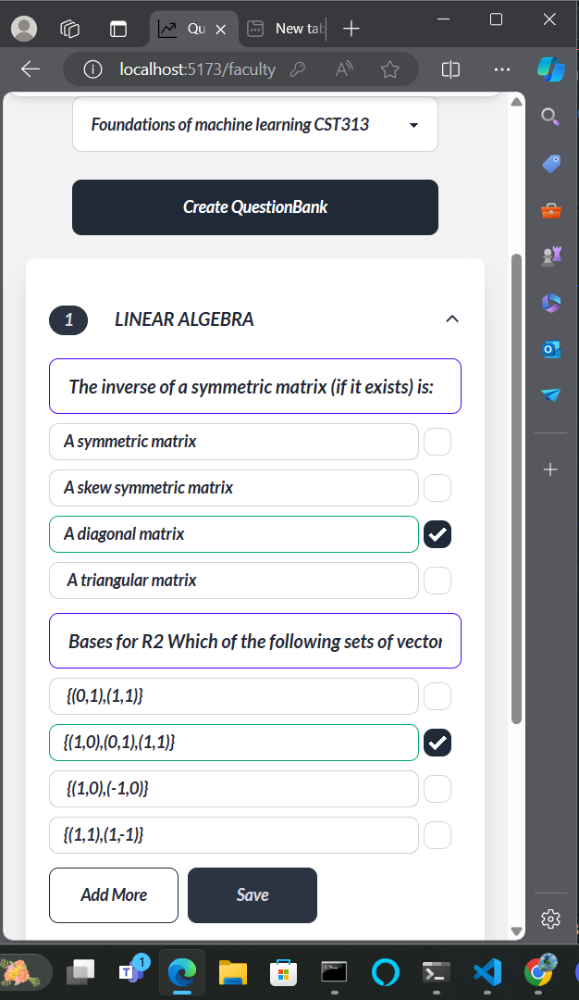 Qu
New tab
localhost:5173/faculty
Foundations of machine learning CST313
Create QuestionBank
1 LINEAR ALGEBRA
The inverse of a symmetric matrix (if it exists) is:
A symmetric matrix
A skew symmetric matrix
A diagonal matrix
A triangular matrix
Bases for R2 Which of the following sets of vector
{(0,1),(1,1)}
{(1,0),(0,1),(1,1)}
{(1,0),(-1,0)}
{(1,1),(1,-1)}
Add More
Save
1